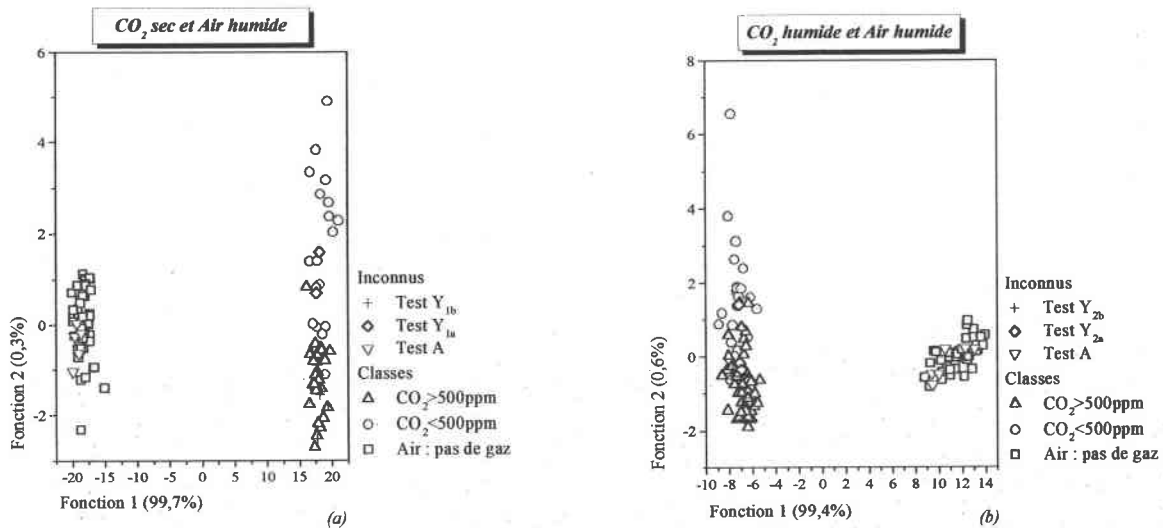 CO₂ sec et Air humide
6
4
2
0
-2
Fonction 2 (0,3%)
-20 -15 -10 -5 0 5 10 15 20
Fonction 1 (99,7%)
(a)
Inconnus
+ Test Y₁b
◇ Test Y₁a
▽ Test A
Classes
△ CO₂>500ppm
○ CO₂<500ppm
□ Air : pas de gaz
CO₂ humide et Air humide
8
6
4
2
0
-2
Fonction 2 (0,6%)
-10 -8 -6 -4 -2 0 2 4 6 8 10 12 14
Fonction 1 (99,4%)
(b)
Inconnus
+ Test Y₂b
◇ Test Y₂a
▽ Test A
Classes
△ CO₂>500ppm
○ CO₂<500ppm
□ Air : pas de gaz